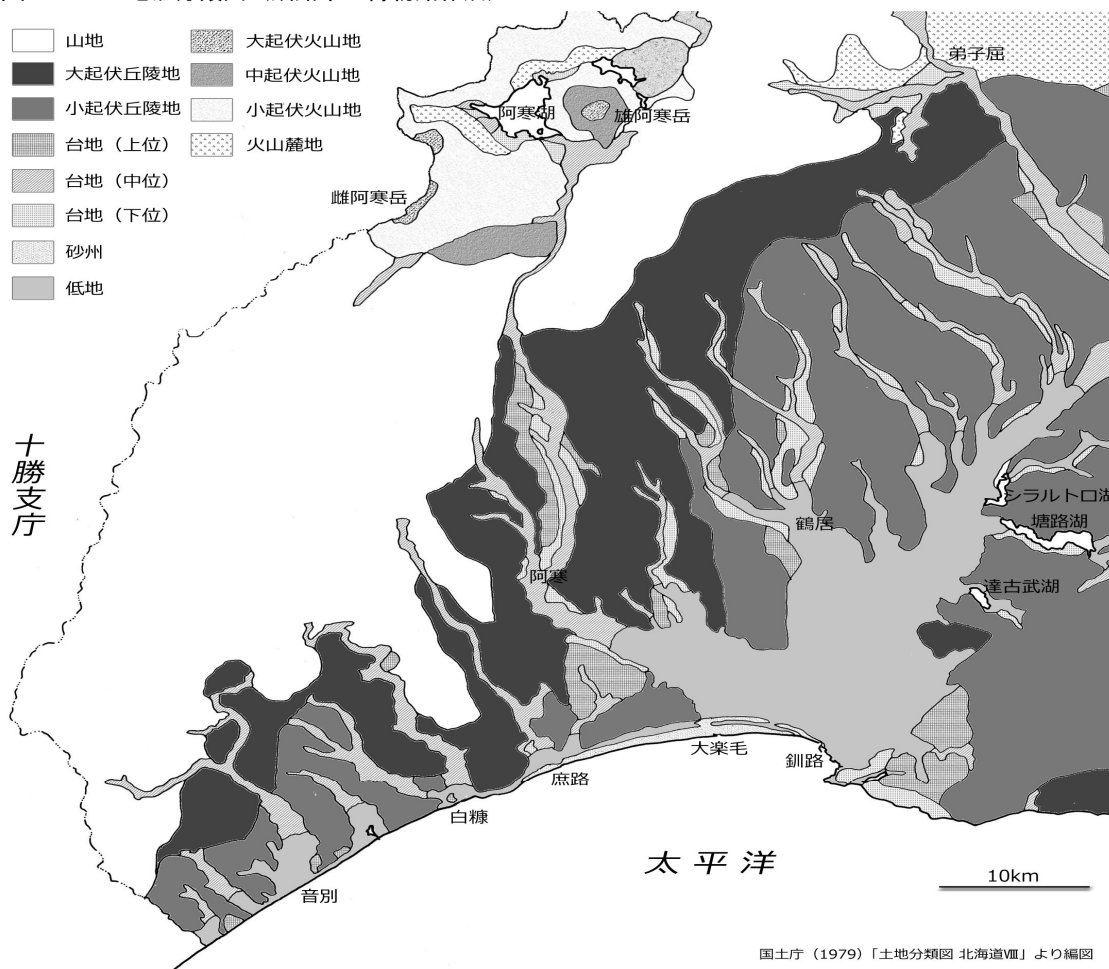 山地
大起伏丘陵地
小起伏丘陵地
台地（上位）
台地（中位）
台地（下位）
砂州
低地
大起伏火山地
中起伏火山地
小起伏火山地
火山麓地
弟子屈
阿寒湖
雄阿寒岳
雌阿寒岳
十勝支庁
シラルトロ湖
塘路湖
鶴居
阿寒
達古武湖
大楽毛
釧路
庶路
白糠
音別
太平洋
10km
国土庁（1979）「土地分類図 北海道Ⅷ」より編図